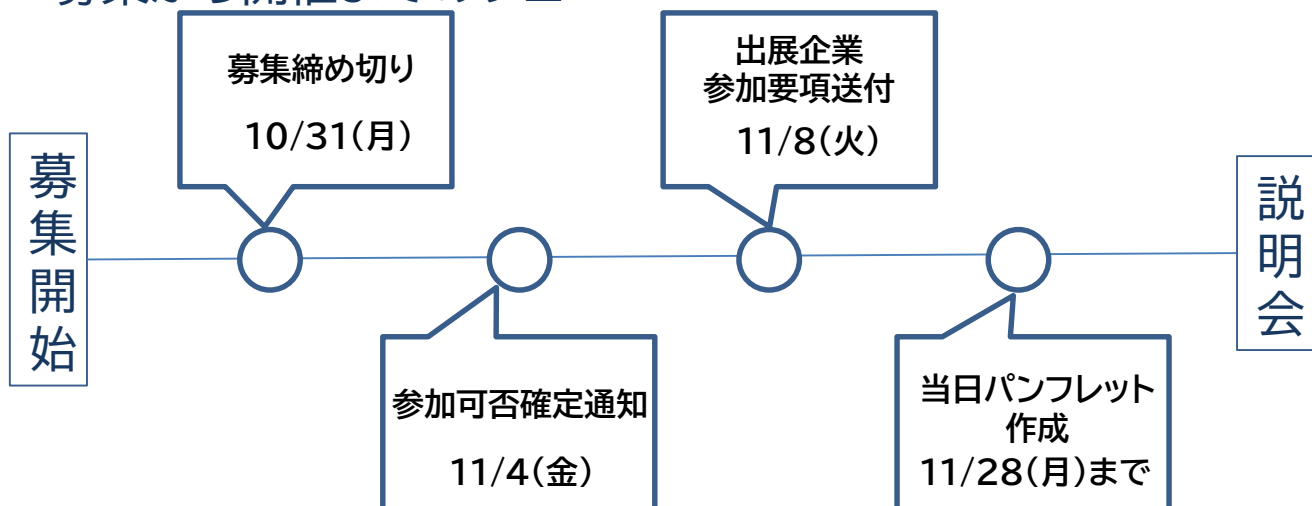 募集開始
募集締め切り
10/31(月)
参加可否確定通知
11/4(金)
出展企業
参加要項送付
11/8(火)
当日パンフレット
作成
11/28(月)まで
説明会